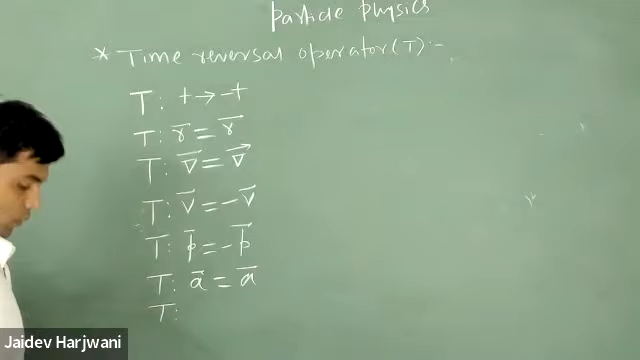 Particle physics
* Time reversal operator (T) :-
T: t → -t
T: r̄ = r̄
T: ∇⃗ = ∇⃗
T: v̄ = -v̄
T: p̄ = -p̄
T: ā = ā
T:
Jaidev Harjwani